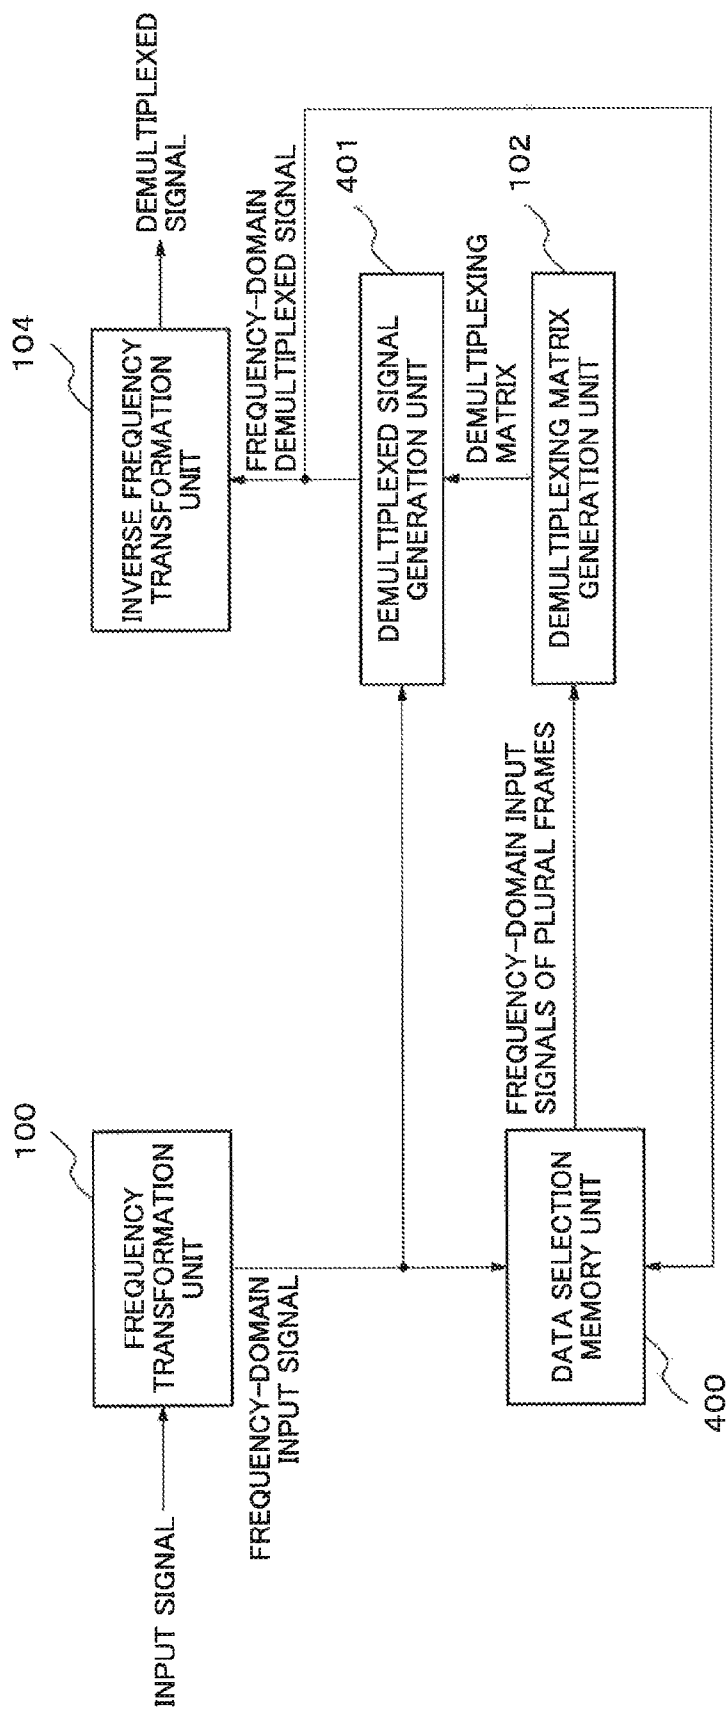 INPUT SIGNAL
100
FREQUENCY
TRANSFORMATION
UNIT
FREQUENCY-DOMAIN
INPUT SIGNAL
DATA SELECTION
MEMORY UNIT
400
FREQUENCY-DOMAIN INPUT
SIGNALS OF PLURAL FRAMES
104
INVERSE FREQUENCY
TRANSFORMATION
UNIT
DEMULTIPLEXED
SIGNAL
FREQUENCY-DOMAIN
DEMULTIPLEXED SIGNAL
401
DEMULTIPLEXED SIGNAL
GENERATION UNIT
DEMULTIPLEXING
MATRIX
102
DEMULTIPLEXING MATRIX
GENERATION UNIT